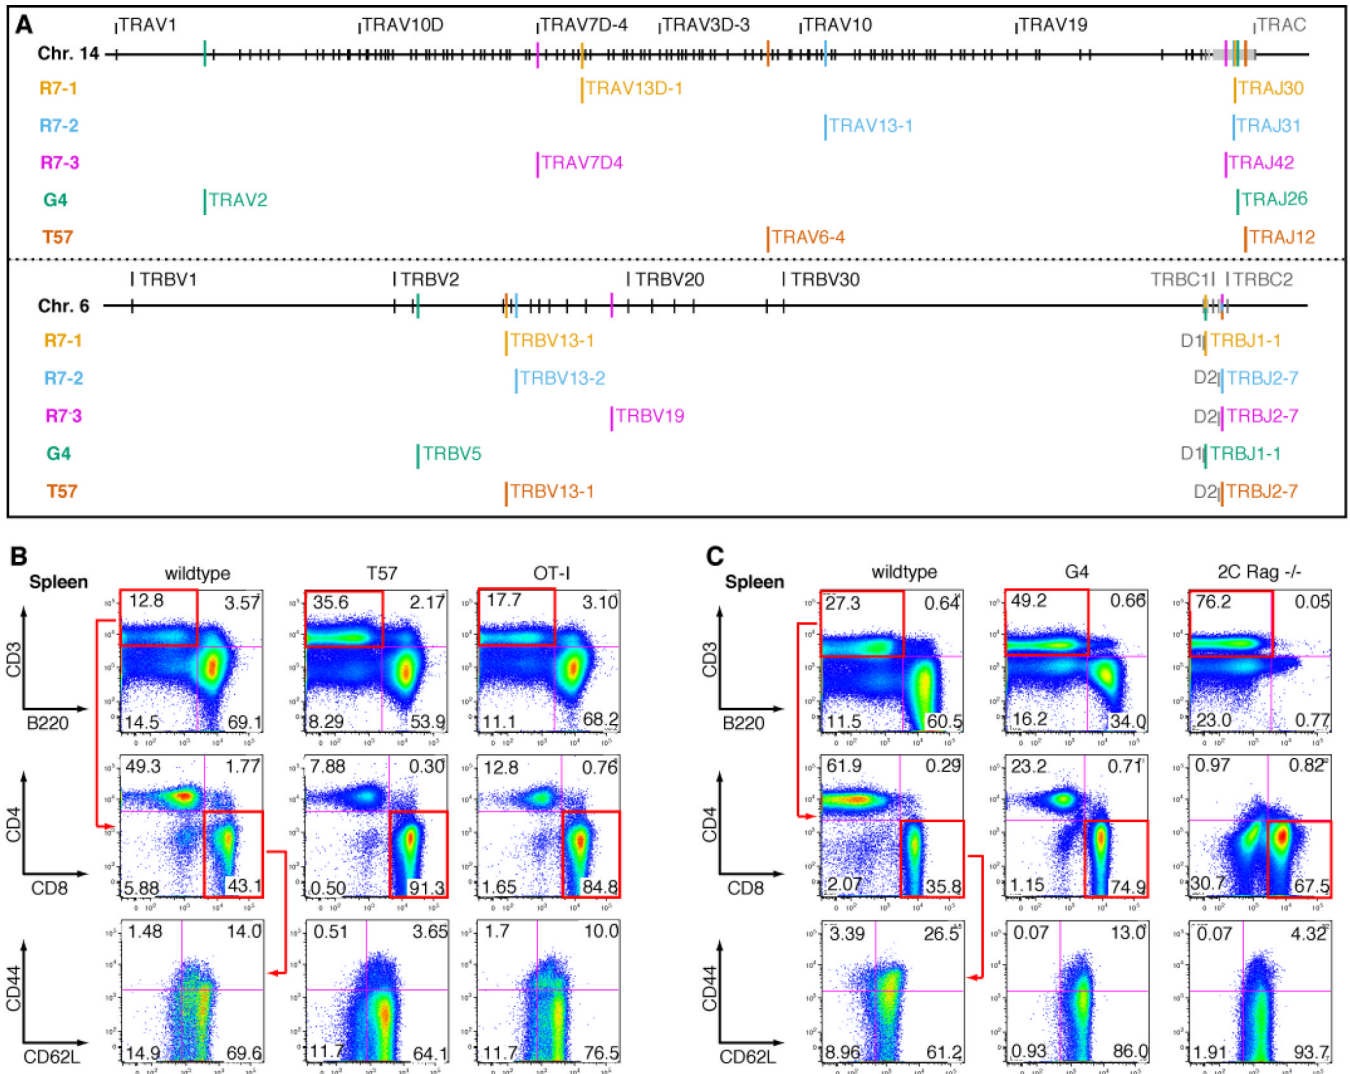 A
TRAV1 TRAV10D TRAV7D-4 TRAV3D-3 TRAV10 TRAV19 TRAC
Chr. 14
R7-1 TRAV13D-1 TRAJ30
R7-2 TRAV13-1 TRAJ31
R7-3 TRAV7D4 TRAJ42
G4 TRAV2 TRAJ26
T57 TRAV6-4 TRAJ12
TRBV1 TRBV2 TRBV20 TRBV30 TRBC1 TRBC2
Chr. 6
R7-1 TRBV13-1 D1 TRBJ1-1
R7-2 TRBV13-2 D2 TRBJ2-7
R7-3 TRBV19 D2 TRBJ2-7
G4 TRBV5 D1 TRBJ1-1
T57 TRBV13-1 D2 TRBJ2-7
B
Spleen wildtype T57 OT-I
CD3
12.8 3.57 35.6 2.17 17.7 3.10
14.5 69.1 8.29 53.9 11.1 68.2
B220
CD4
49.3 1.77 7.88 0.30 12.8 0.76
5.88 43.1 0.50 91.3 1.65 84.8
CD8
CD44
1.48 14.0 0.51 3.65 1.7 10.0
14.9 69.6 11.7 64.1 11.7 76.5
CD62L
C
Spleen wildtype G4 2C Rag -/-
CD3
27.3 0.64 49.2 0.66 76.2 0.05
11.5 60.5 16.2 34.0 23.0 0.77
B220
CD4
61.9 0.29 23.2 0.71 0.97 0.82
2.07 35.8 1.15 74.9 30.7 67.5
CD8
CD44
3.39 26.5 0.07 13.0 0.07 4.32
8.96 61.2 0.93 86.0 1.91 93.7
CD62L